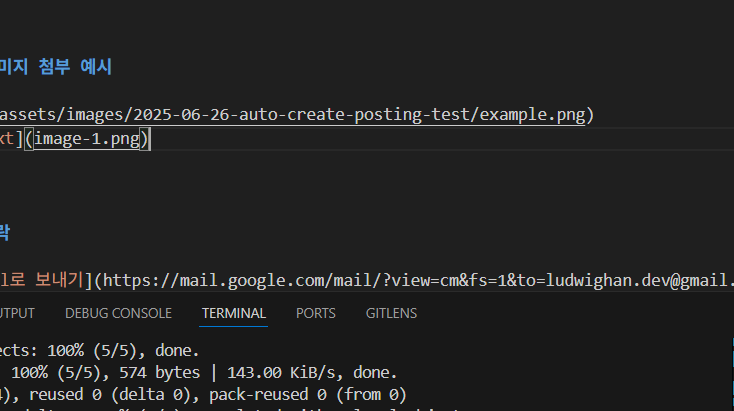 미지 첨부 예시
assets/images/2025-06-26-auto-create-posting-test/example.png)
xt](image-1.png)
락
l로 보내기](https://mail.google.com/mail/?view=cm&fs=1&to=ludwighan.dev@gmail.
UTPUT DEBUG CONSOLE TERMINAL PORTS GITLENS
ects: 100% (5/5), done.
100% (5/5), 574 bytes | 143.00 KiB/s, done.
), reused 0 (delta 0), pack-reused 0 (from 0)